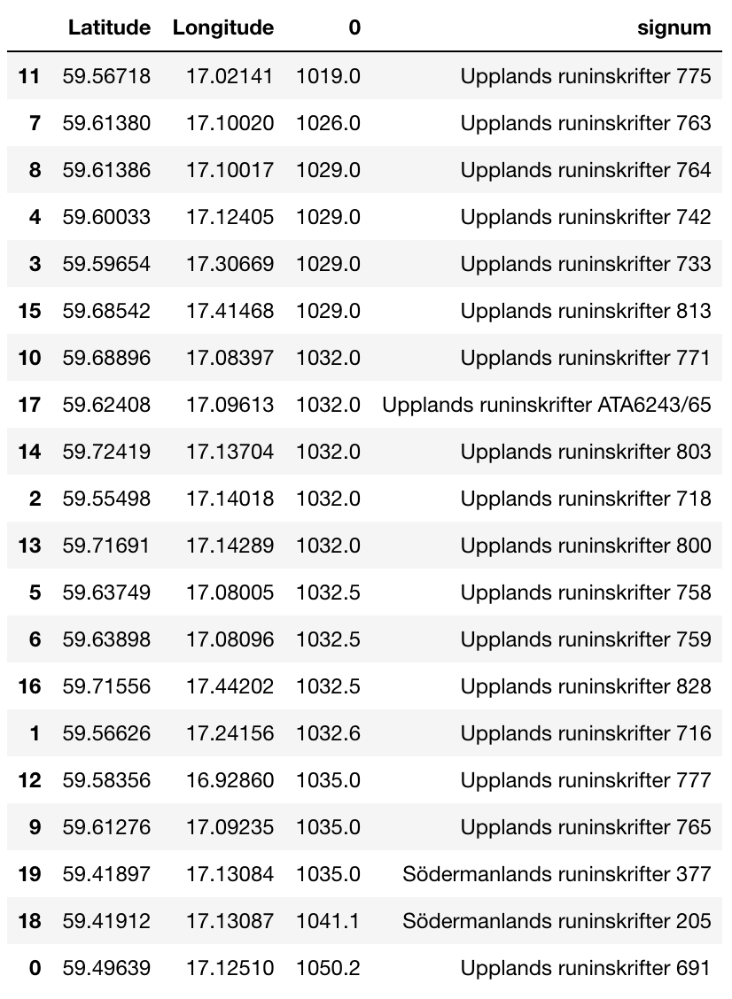 Latitude Longitude 0 signum
11 59.56718 17.02141 1019.0 Upplands runinskrifter 775
7 59.61380 17.10020 1026.0 Upplands runinskrifter 763
8 59.61386 17.10017 1029.0 Upplands runinskrifter 764
4 59.60033 17.12405 1029.0 Upplands runinskrifter 742
3 59.59654 17.30669 1029.0 Upplands runinskrifter 733
15 59.68542 17.41468 1029.0 Upplands runinskrifter 813
10 59.68896 17.08397 1032.0 Upplands runinskrifter 771
17 59.62408 17.09613 1032.0 Upplands runinskrifter ATA6243/65
14 59.72419 17.13704 1032.0 Upplands runinskrifter 803
2 59.55498 17.14018 1032.0 Upplands runinskrifter 718
13 59.71691 17.14289 1032.0 Upplands runinskrifter 800
5 59.63749 17.08005 1032.5 Upplands runinskrifter 758
6 59.63898 17.08096 1032.5 Upplands runinskrifter 759
16 59.71556 17.44202 1032.5 Upplands runinskrifter 828
1 59.56626 17.24156 1032.6 Upplands runinskrifter 716
12 59.58356 16.92860 1035.0 Upplands runinskrifter 777
9 59.61276 17.09235 1035.0 Upplands runinskrifter 765
19 59.41897 17.13084 1035.0 Södermanlands runinskrifter 377
18 59.41912 17.13087 1041.1 Södermanlands runinskrifter 205
0 59.49639 17.12510 1050.2 Upplands runinskrifter 691